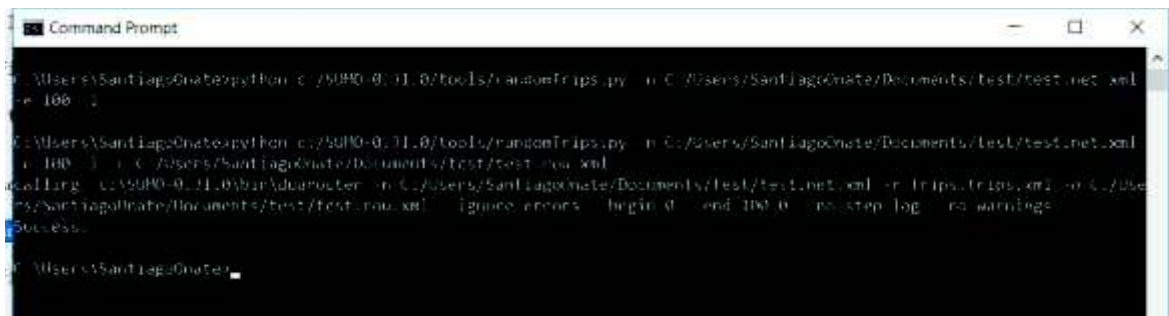 Command Prompt
C:\Users\SantiagoOnate>python c:/SUMO-0.31.0/tools/randomTrips.py -n C:/Users/SantiagoOnate/Documents/test/test.net.xml
-e 100 -l
C:\Users\SantiagoOnate>python c:/SUMO-0.31.0/tools/randomTrips.py -n C:/Users/SantiagoOnate/Documents/test/test.net.xml
-e 100 -l -r C:/Users/SantiagoOnate/Documents/test/test.rou.xml
calling c:\SUMO-0.31.0\bin\duarouter -n C:/Users/SantiagoOnate/Documents/test/test.net.xml -r trips.trips.xml -o C:/Use
rs/SantiagoOnate/Documents/test/test.rou.xml --ignore-errors --begin 0 --end 100.0 --no-step-log --no-warnings
Success.
C:\Users\SantiagoOnate>